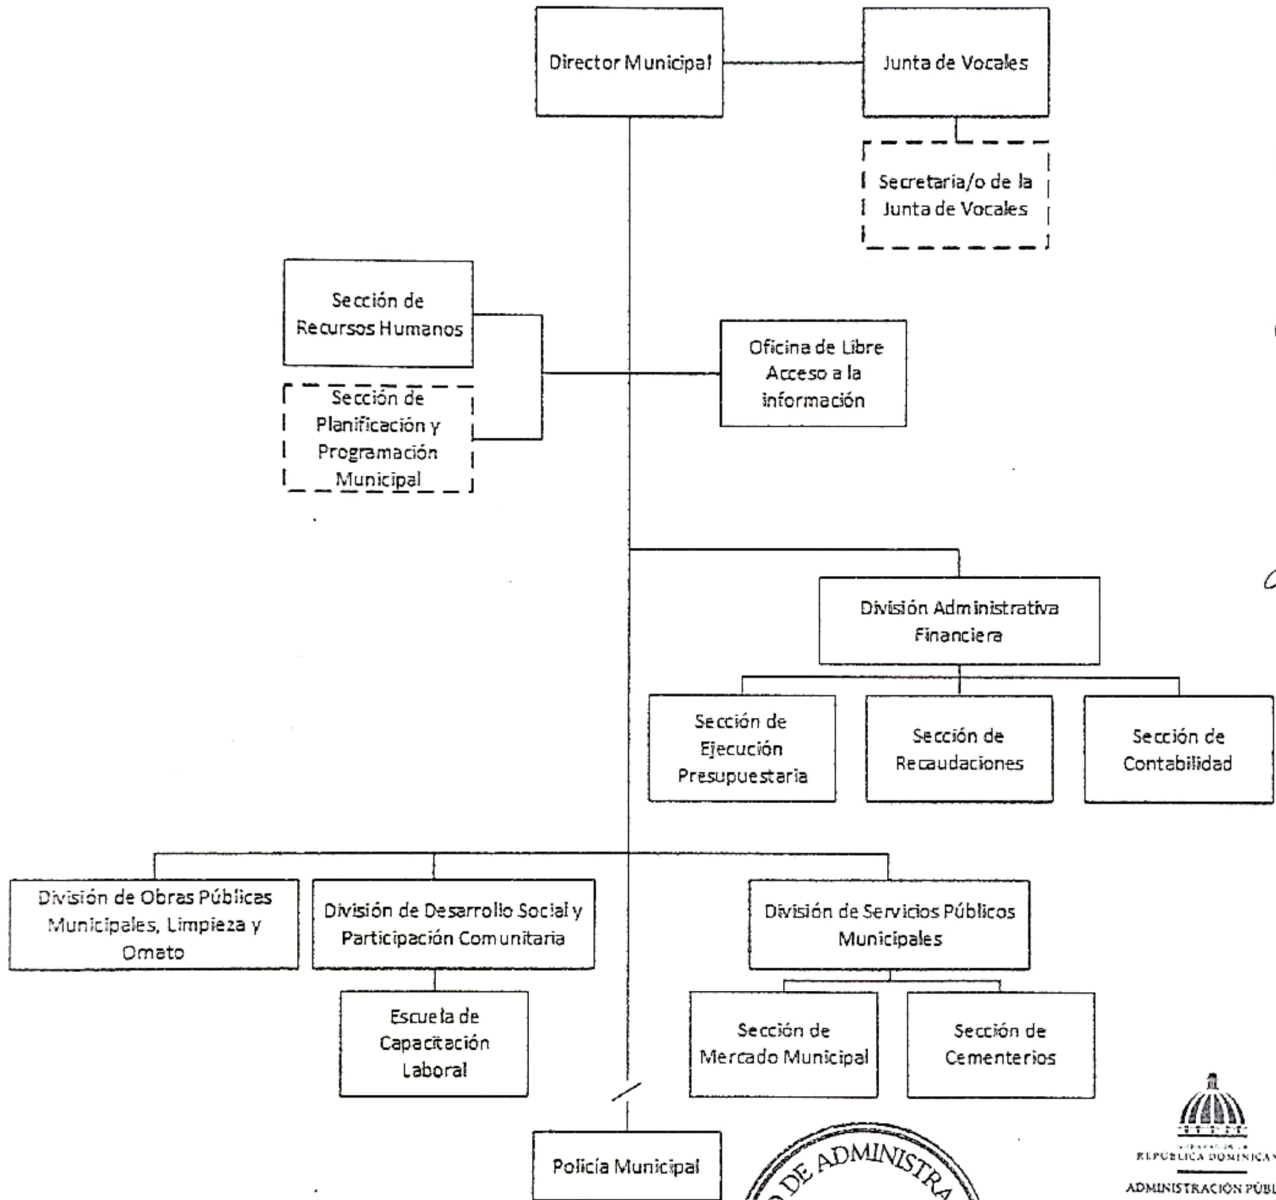 Director Municipal
Junta de Vocales
Secretaria/o de la
Junta de Vocales
Sección de
Recursos Humanos
Oficina de Libre
Acceso a la
información
Sección de
Planificación y
Programación
Municipal
División Administrativa
Financiera
Sección de
Ejecución
Presupuestaria
Sección de
Recaudaciones
Sección de
Contabilidad
División de Obras Públicas
Municipales, Limpieza y
Ornato
División de Desarrollo Social y
Participación Comunitaria
División de Servicios Públicos
Municipales
Escuela de
Capacitación
Laboral
Sección de
Mercado Municipal
Sección de
Cementerios
Policía Municipal
DE ADMINISTRA
REPÚBLICA DOMINICAN
ADMINISTRACIÓN PÚBL